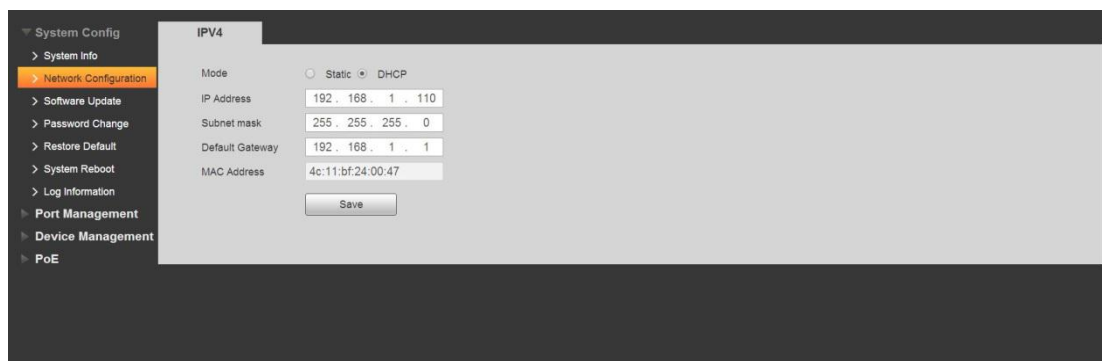 System Config
System Info
Network Configuration
Software Update
Password Change
Restore Default
System Reboot
Log Information
Port Management
Device Management
PoE
IPV4
Mode Static DHCP
IP Address 192 . 168 . 1 . 110
Subnet mask 255 . 255 . 255 . 0
Default Gateway 192 . 168 . 1 . 1
MAC Address 4c:11:bf:24:00:47
Save